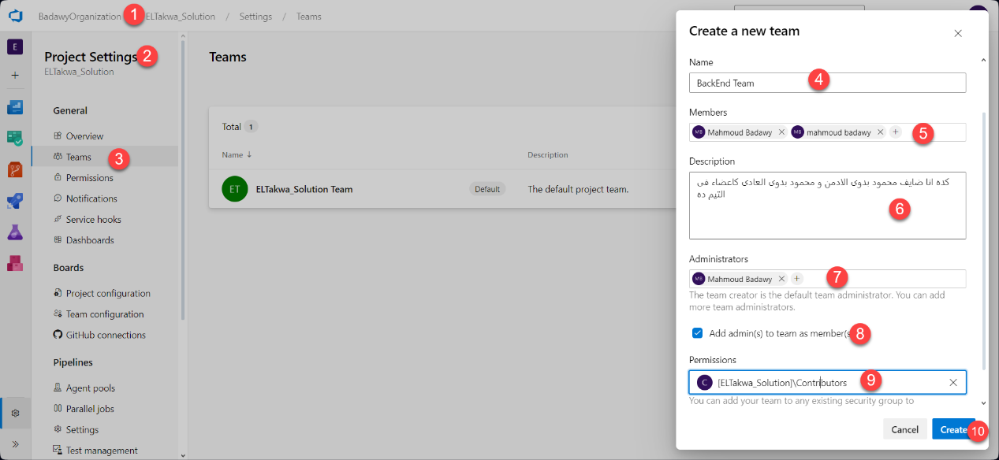 BadawyOrganization 1 ELTakwa_Solution / Settings / Teams
E
Project Settings 2
ELTakwa_Solution
General
Overview
Teams 3
Permissions
Notifications
Service hooks
Dashboards
Boards
Project configuration
Team configuration
GitHub connections
Pipelines
Agent pools
Parallel jobs
Settings
Test management
Teams
Total 1
Name ↓ Description
ET ELTakwa_Solution Team Default The default project team.
Create a new team
Name
BackEnd Team 4
Members
MB Mahmoud Badawy MB mahmoud badawy + 5
Description
كده انا ضايف محمود بدوى الادمن و محمود بدوى العادى كاعضاء فى
التيم ده
6
Administrators
MB Mahmoud Badawy + 7
The team creator is the default team administrator. You can add
more team administrators.
Add admin(s) to team as member(s 8
Permissions
C [ELTakwa_Solution]\Contributors 9
You can add your team to any existing security group to
Cancel Create 10